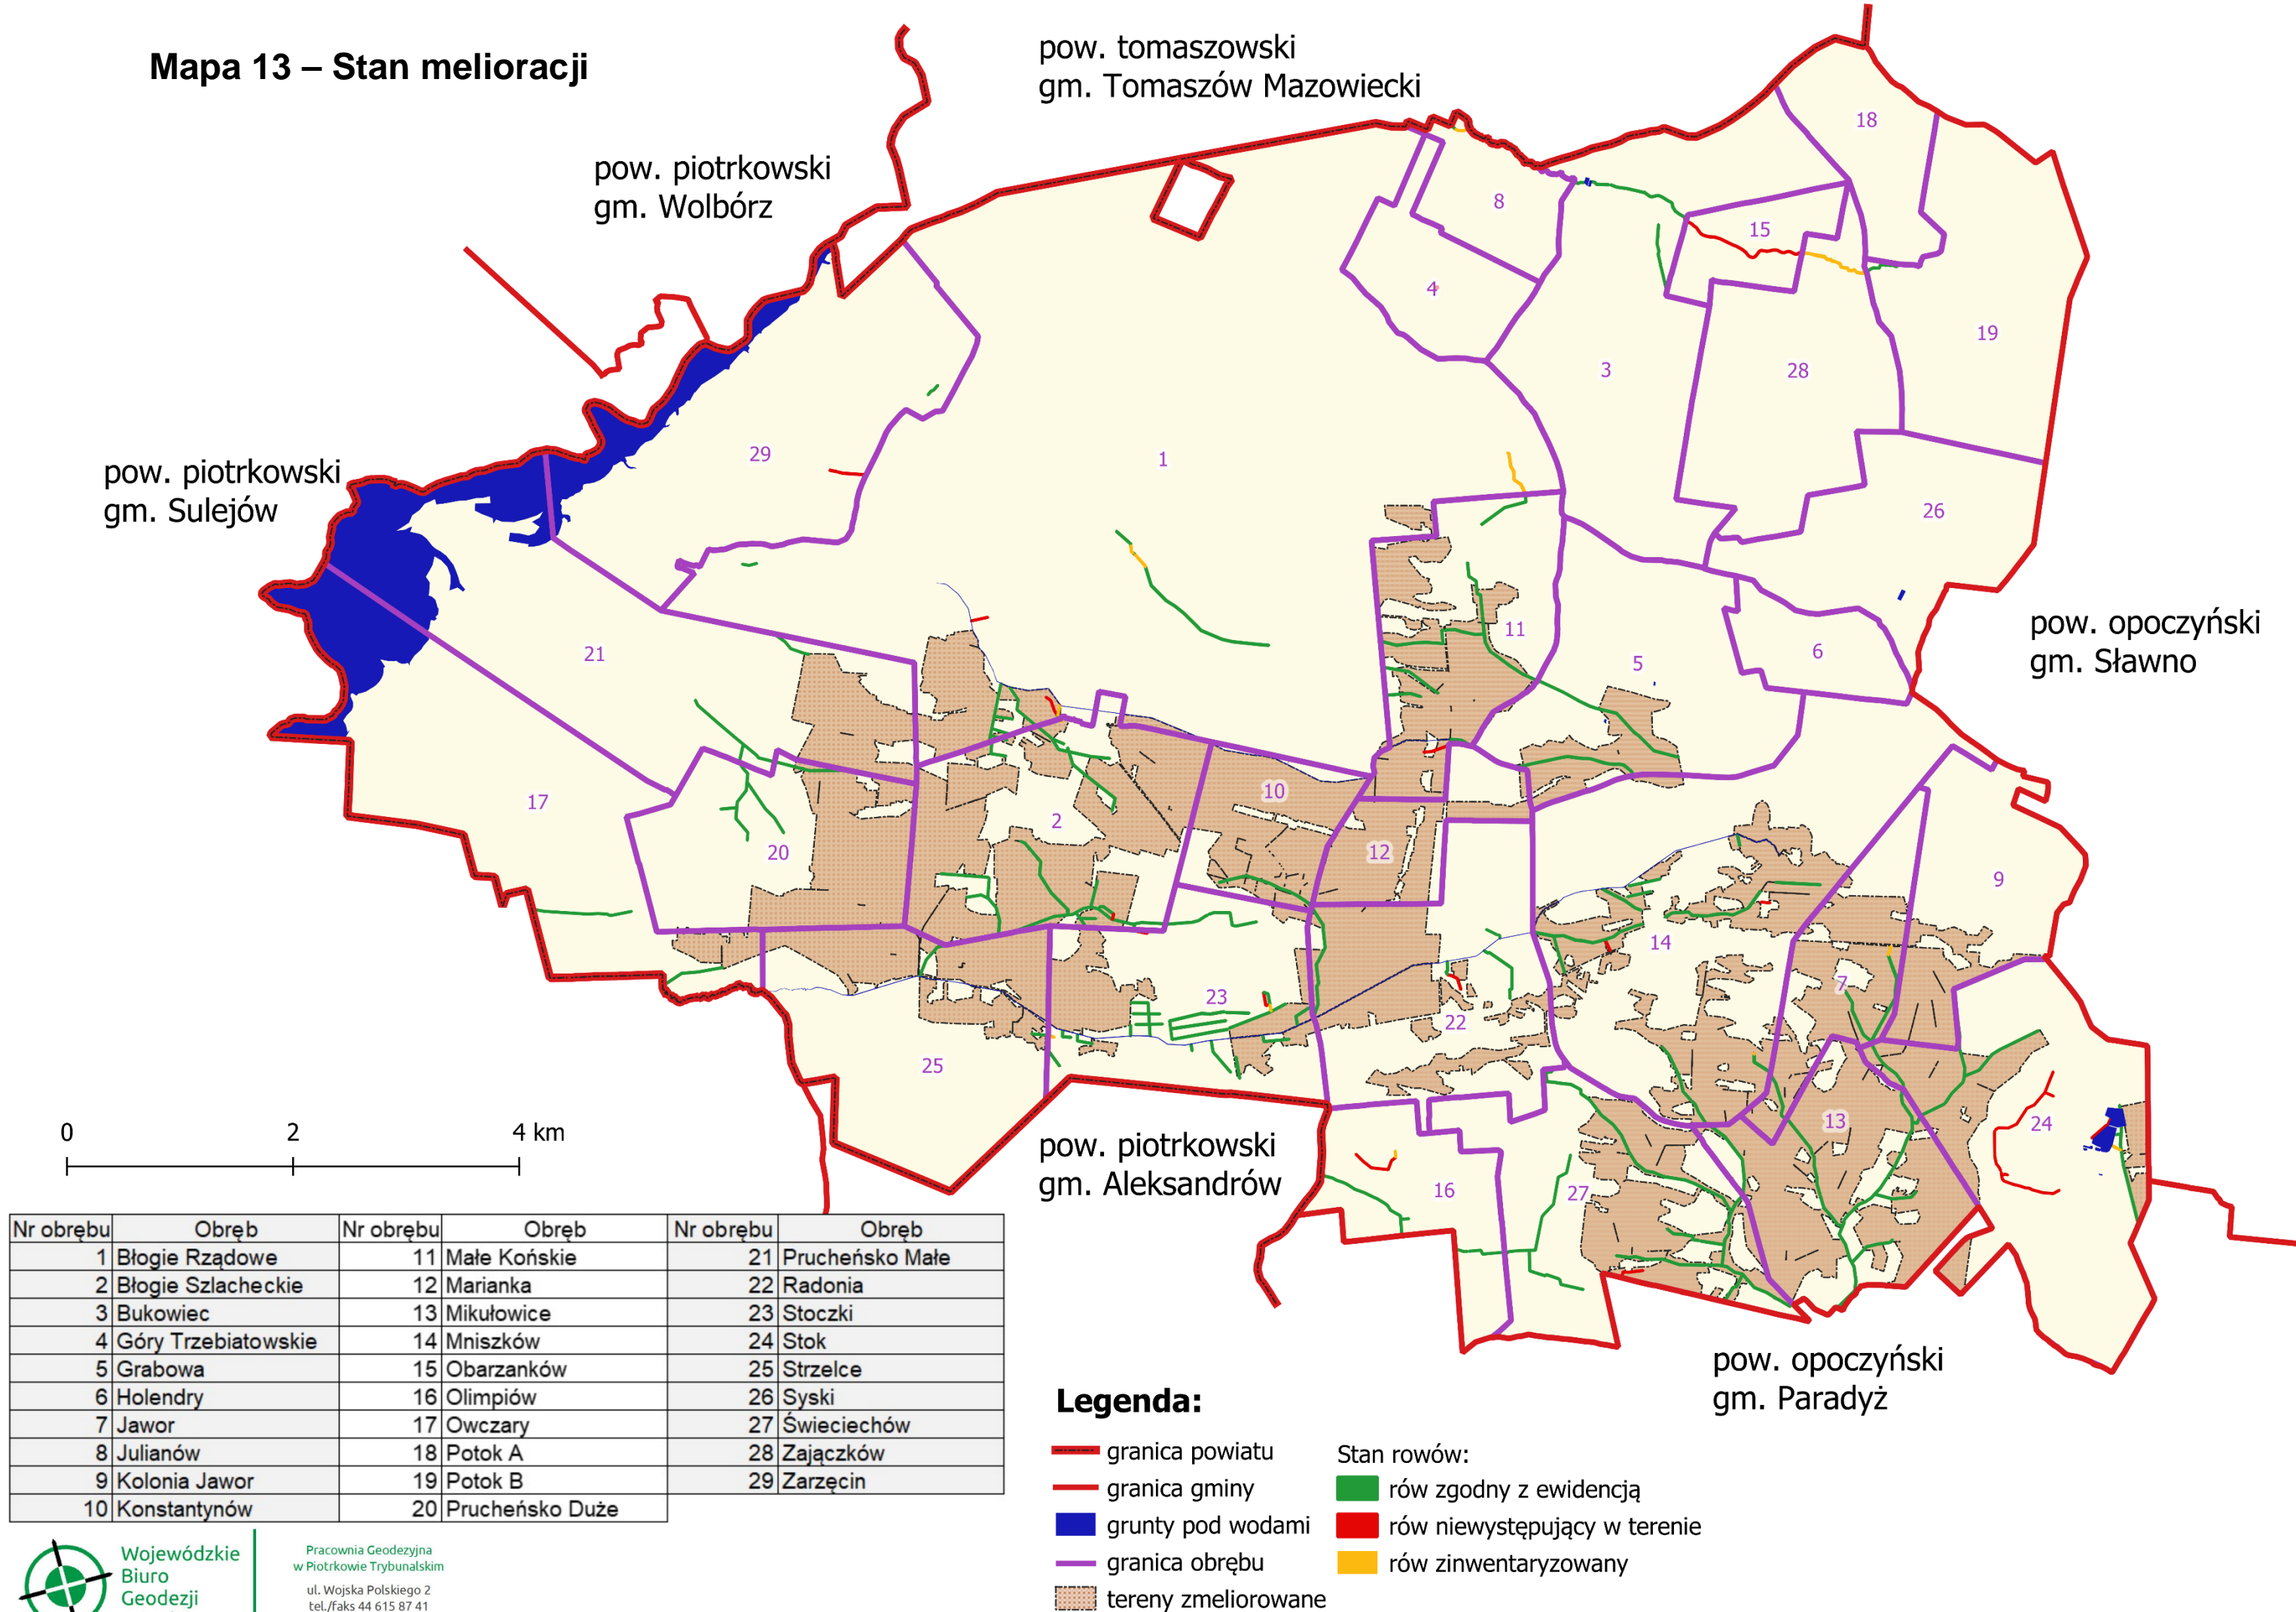 Mapa 13 – Stan melioracji
pow. tomaszowski
gm. Tomaszów Mazowiecki
pow. piotrkowski
gm. Wolbórz
pow. piotrkowski
gm. Sulejów
pow. opoczyński
gm. Sławno
pow. piotrkowski
gm. Aleksandrów
pow. opoczyński
gm. Paradyż
18
8
15
4
19
3
28
29
1
26
11
21
5
6
10
17
2
20
12
9
14
7
23
22
25
13
24
16
27
0 2 4 km
Nr obrębu Obręb Nr obrębu Obręb Nr obrębu Obręb
1 Błogie Rządowe 11 Małe Końskie 21 Prucheńsko Małe
2 Błogie Szlacheckie 12 Marianka 22 Radonia
3 Bukowiec 13 Mikułowice 23 Stoczki
4 Góry Trzebiatowskie 14 Mniszków 24 Stok
5 Grabowa 15 Obarzanków 25 Strzelce
6 Holendry 16 Olimpiów 26 Syski
7 Jawor 17 Owczary 27 Świeciechów
8 Julianów 18 Potok A 28 Zajączków
9 Kolonia Jawor 19 Potok B 29 Zarzęcin
10 Konstantynów 20 Prucheńsko Duże
Legenda:
granica powiatu
granica gminy
grunty pod wodami
granica obrębu
tereny zmeliorowane
Stan rowów:
rów zgodny z ewidencją
rów niewystępujący w terenie
rów zinwentaryzowany
Wojewódzkie
Biuro
Geodezji
Pracownia Geodezyjna
w Piotrkowie Trybunalskim
ul. Wojska Polskiego 2
tel./faks 44 615 87 41